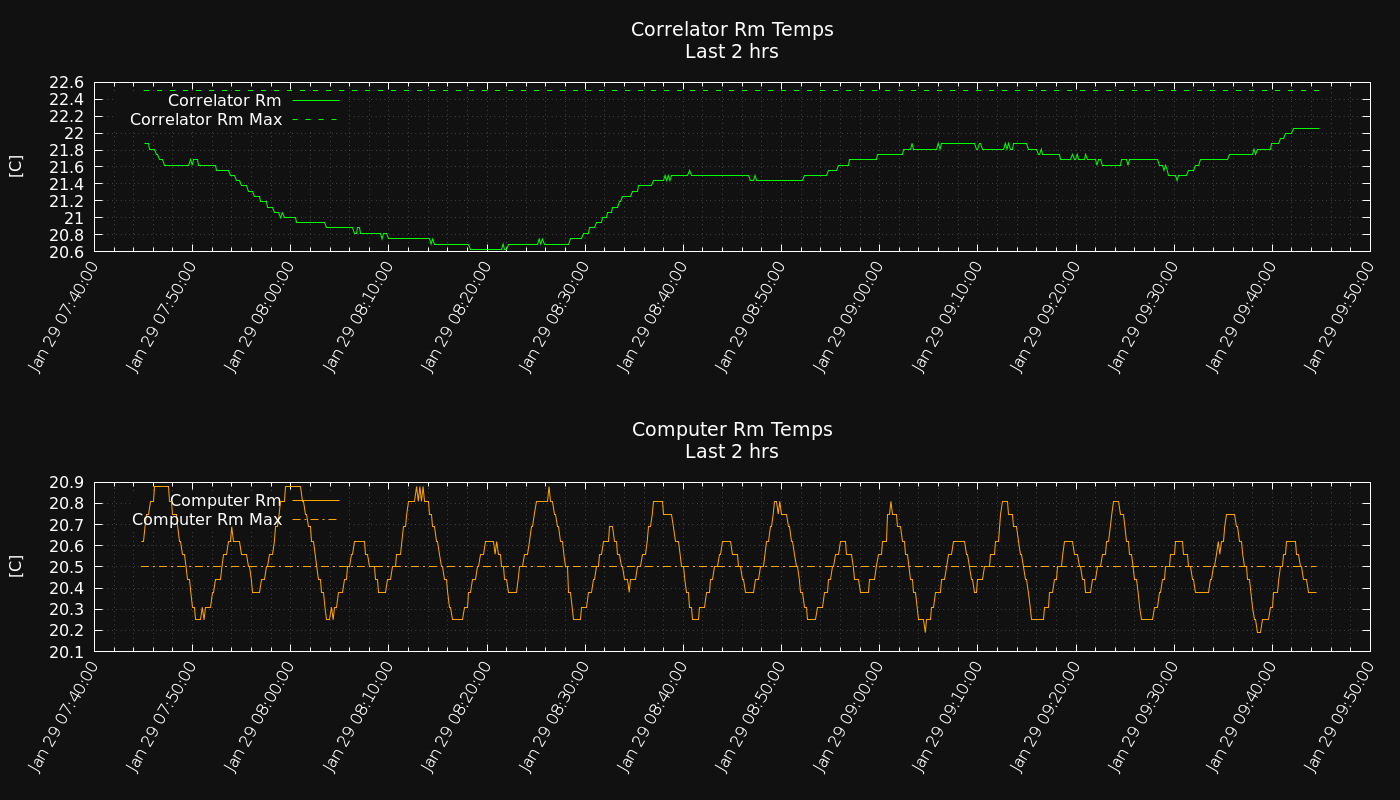 Correlator Rm Temps
Last 2 hrs
22.6
22.4
22.2
22
21.8
21.6
21.4
21.2
21
20.8
20.6
[C]
Correlator Rm
Correlator Rm Max
Jan 29 07:40:00
Jan 29 07:50:00
Jan 29 08:00:00
Jan 29 08:10:00
Jan 29 08:20:00
Jan 29 08:30:00
Jan 29 08:40:00
Jan 29 08:50:00
Jan 29 09:00:00
Jan 29 09:10:00
Jan 29 09:20:00
Jan 29 09:30:00
Jan 29 09:40:00
Jan 29 09:50:00
Computer Rm Temps
Last 2 hrs
20.9
20.8
20.7
20.6
20.5
20.4
20.3
20.2
20.1
[C]
Computer Rm
Computer Rm Max
Jan 29 07:40:00
Jan 29 07:50:00
Jan 29 08:00:00
Jan 29 08:10:00
Jan 29 08:20:00
Jan 29 08:30:00
Jan 29 08:40:00
Jan 29 08:50:00
Jan 29 09:00:00
Jan 29 09:10:00
Jan 29 09:20:00
Jan 29 09:30:00
Jan 29 09:40:00
Jan 29 09:50:00